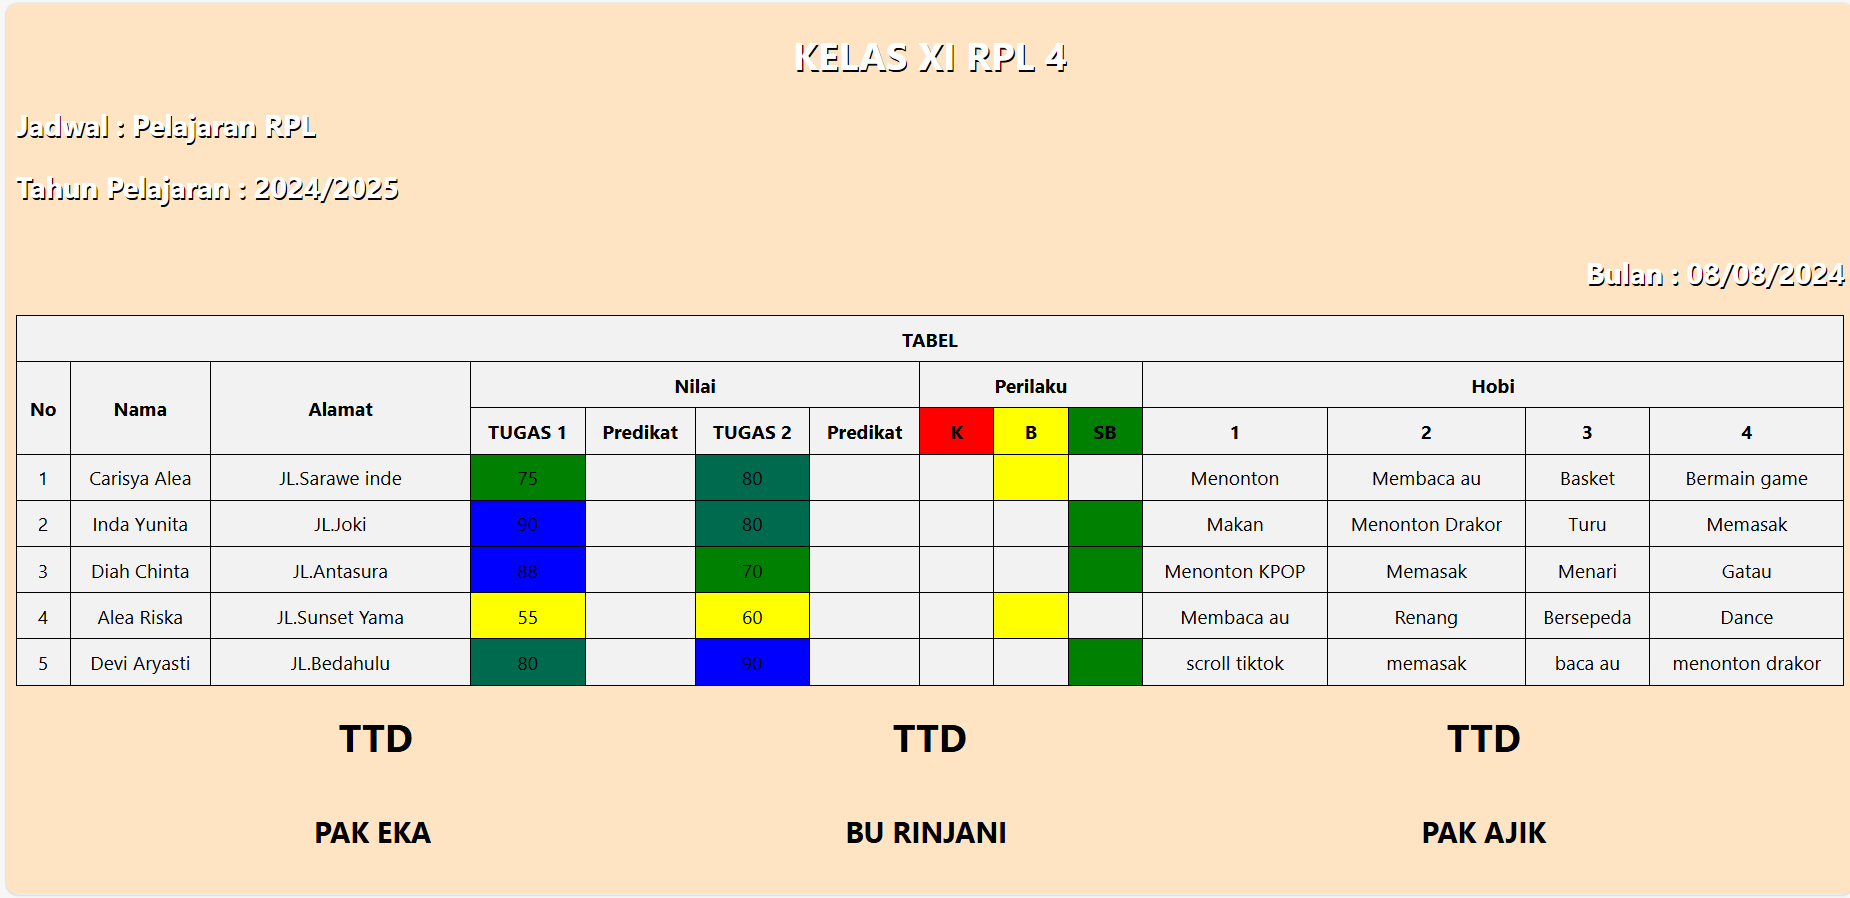 KELAS XI RPL 4
Jadwal : Pelajaran RPL
Tahun Pelajaran : 2024/2025
Bulan : 08/08/2024
TABEL
No Nama Alamat Nilai Perilaku Hobi
TUGAS 1 Predikat TUGAS 2 Predikat K B SB 1 2 3 4
1 Carisya Alea JL.Sarawe inde 75 80 Menonton Membaca au Basket Bermain game
2 Inda Yunita JL.Joki 90 80 Makan Menonton Drakor Turu Memasak
3 Diah Chinta JL.Antasura 88 70 Menonton KPOP Memasak Menari Gatau
4 Alea Riska JL.Sunset Yama 55 60 Membaca au Renang Bersepeda Dance
5 Devi Aryasti JL.Bedahulu 80 90 scroll tiktok memasak baca au menonton drakor
TTD TTD TTD
PAK EKA BU RINJANI PAK AJIK